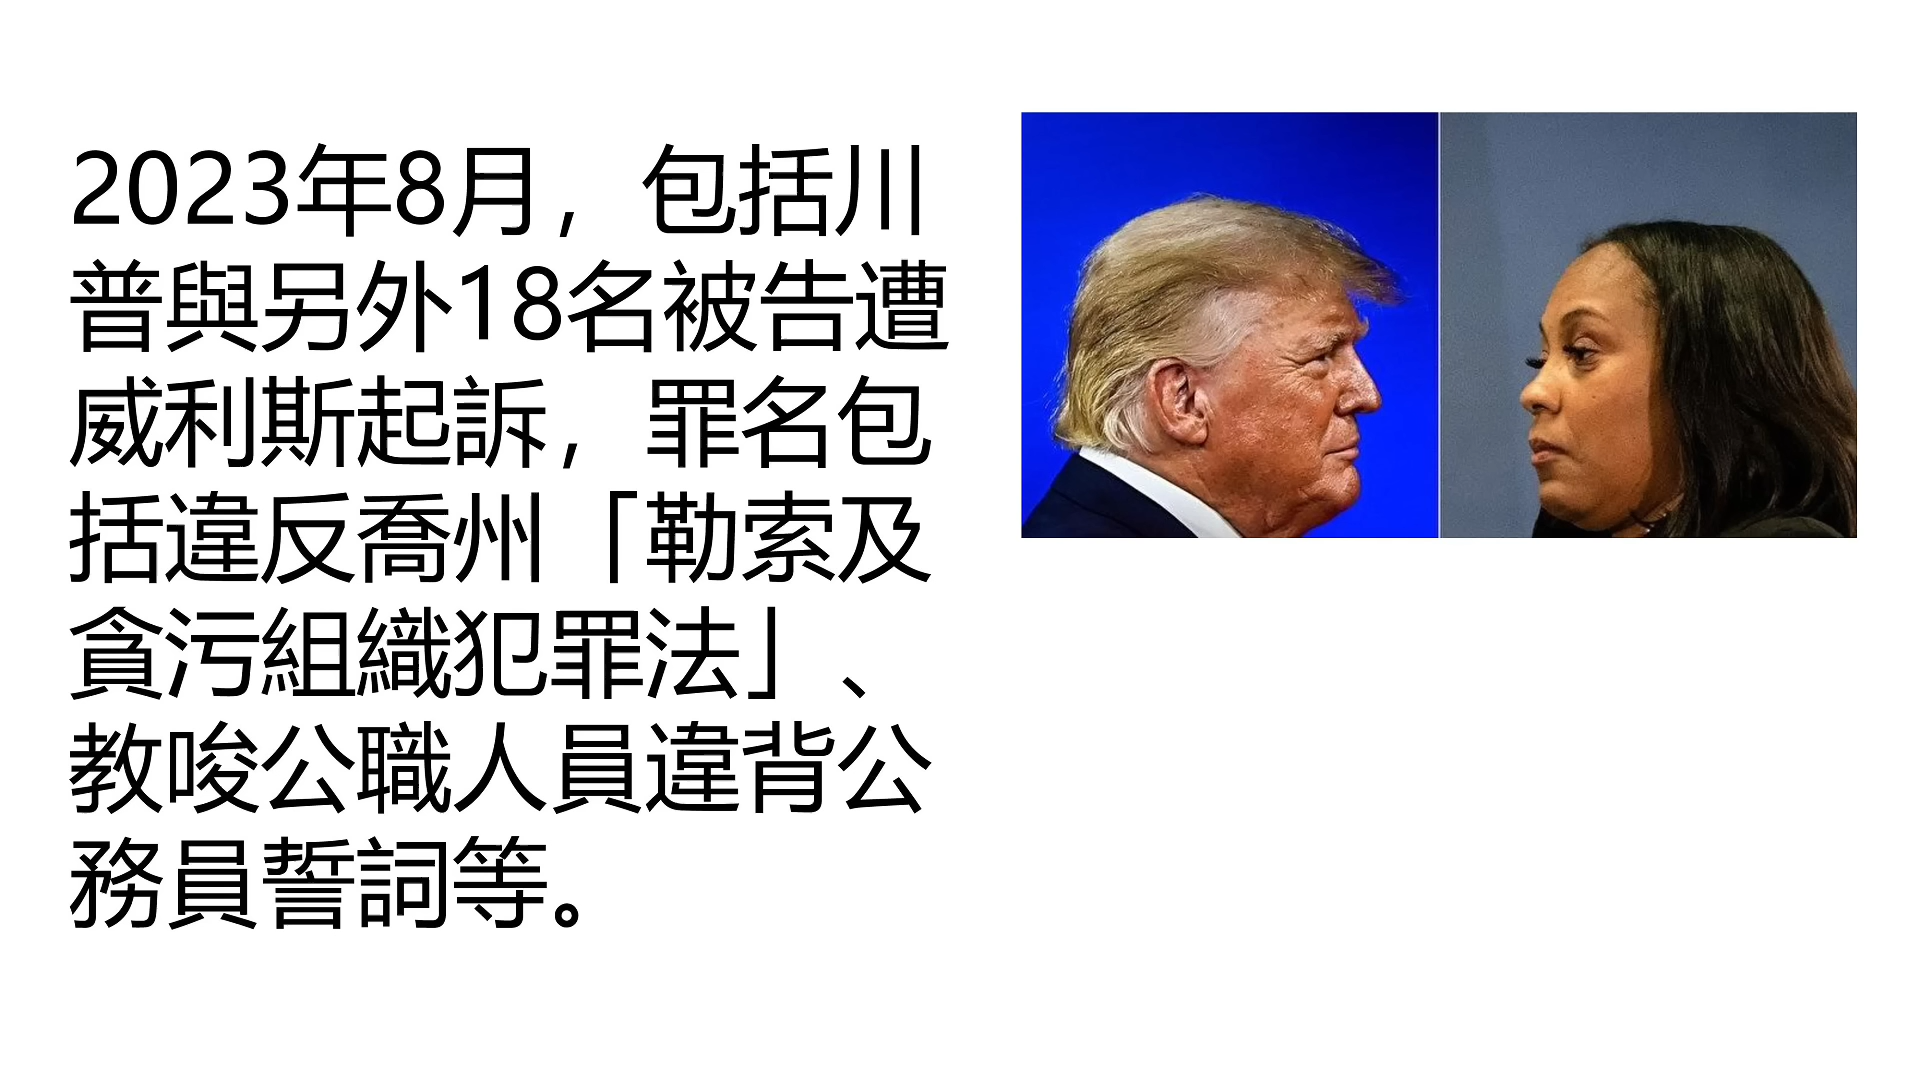 2023年8月，包括川
普與另外18名被告遭
威利斯起訴，罪名包
括違反喬州「勒索及
貪污組織犯罪法」、
教唆公職人員違背公
務員誓詞等。